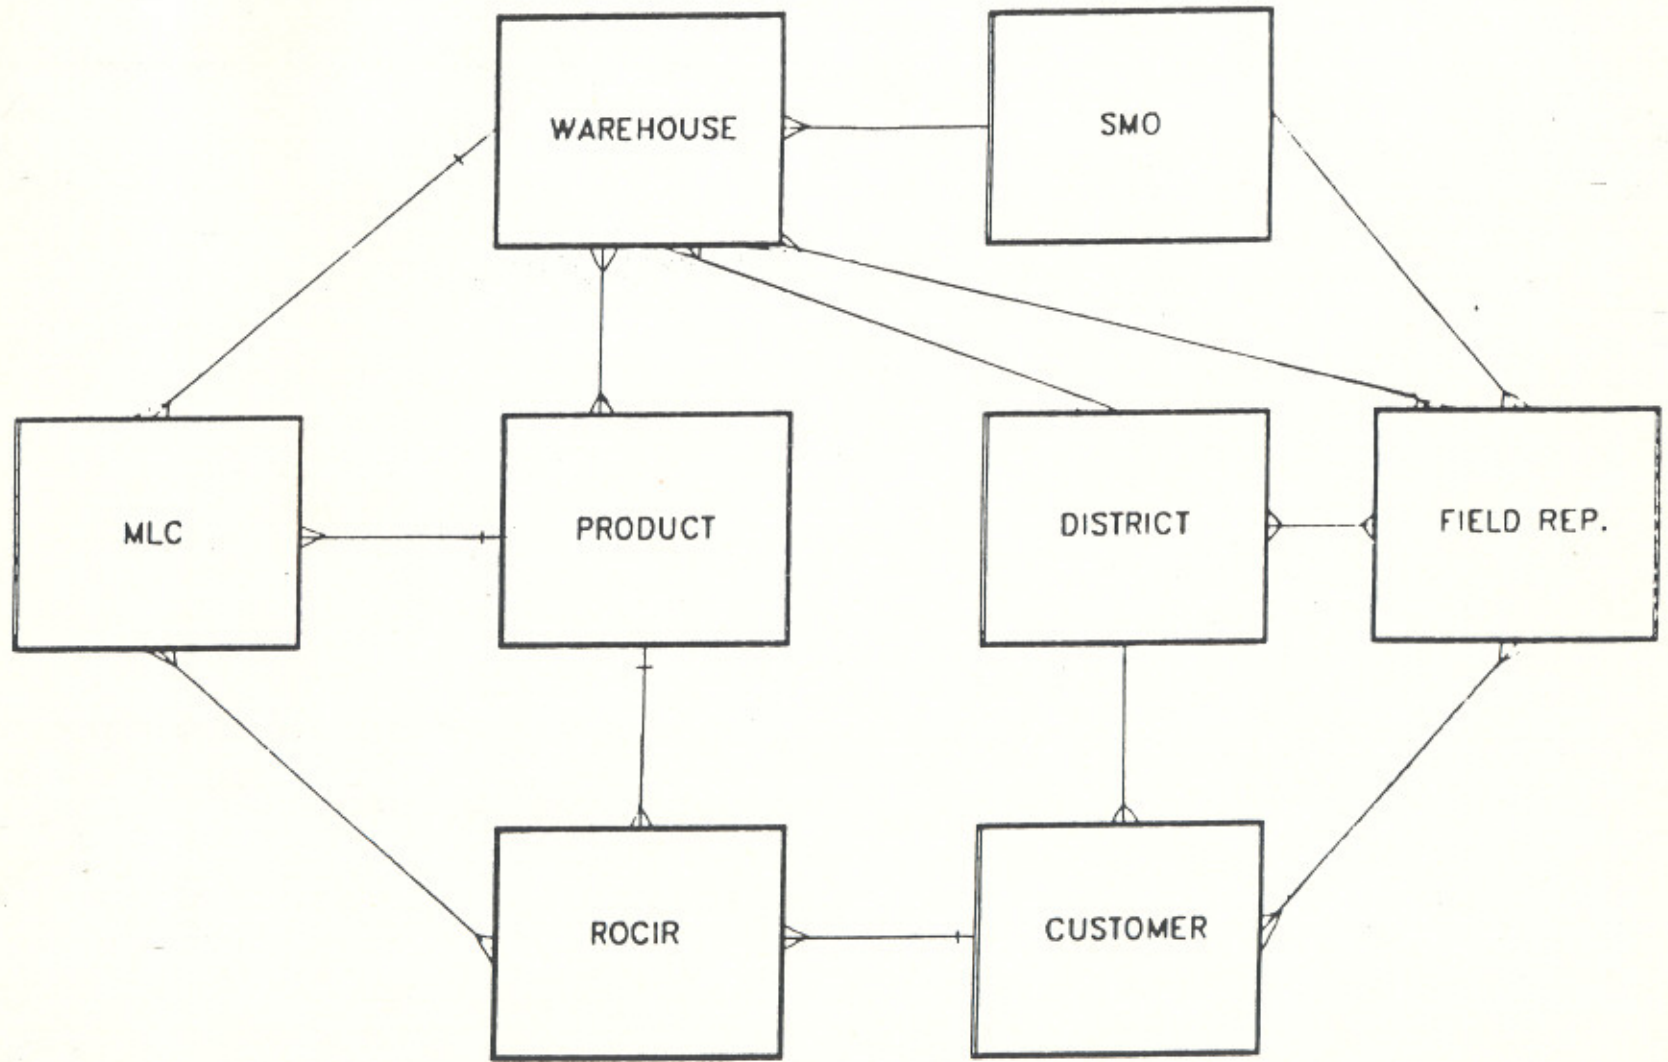 WAREHOUSE
SMO
MLC
PRODUCT
DISTRICT
FIELD REP.
ROCIR
CUSTOMER